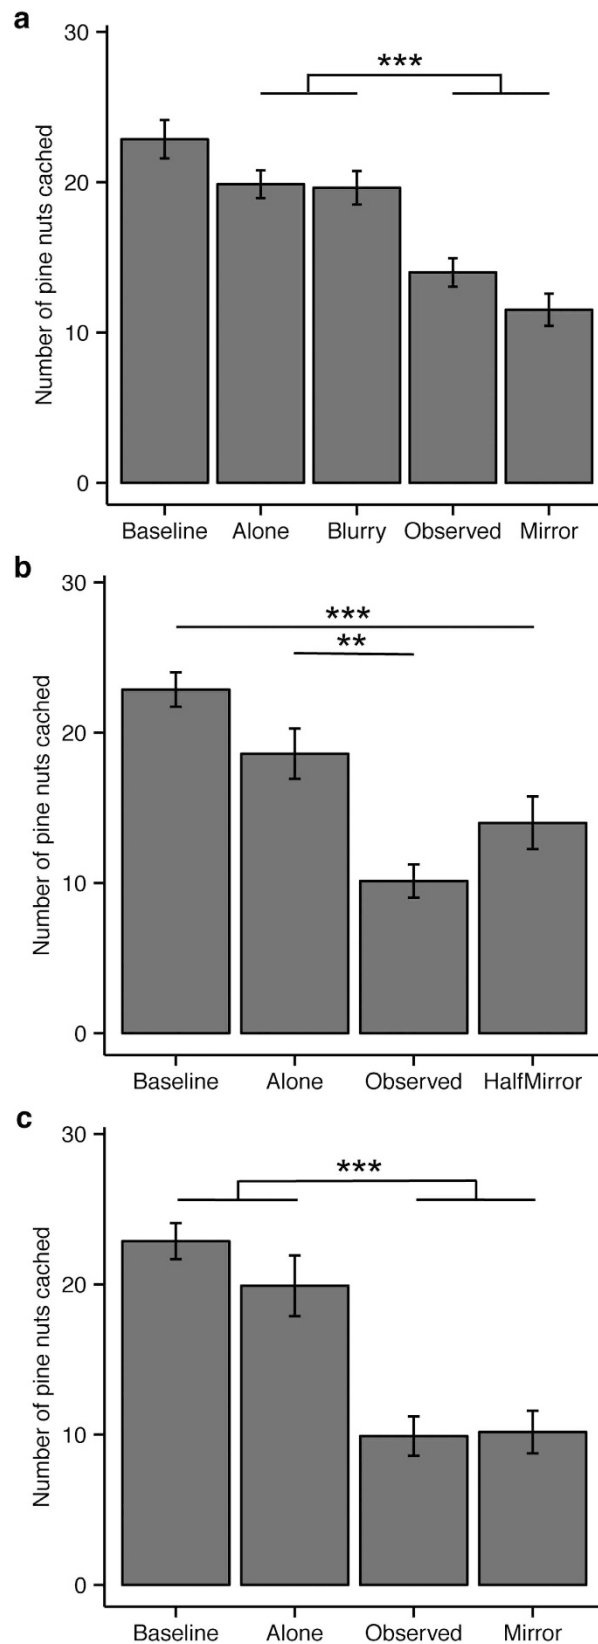 a
Number of pine nuts cached
30
20
10
0
***
Baseline Alone Blurry Observed Mirror
b
Number of pine nuts cached
30
20
10
0
***
**
Baseline Alone Observed HalfMirror
c
Number of pine nuts cached
30
20
10
0
***
Baseline Alone Observed Mirror